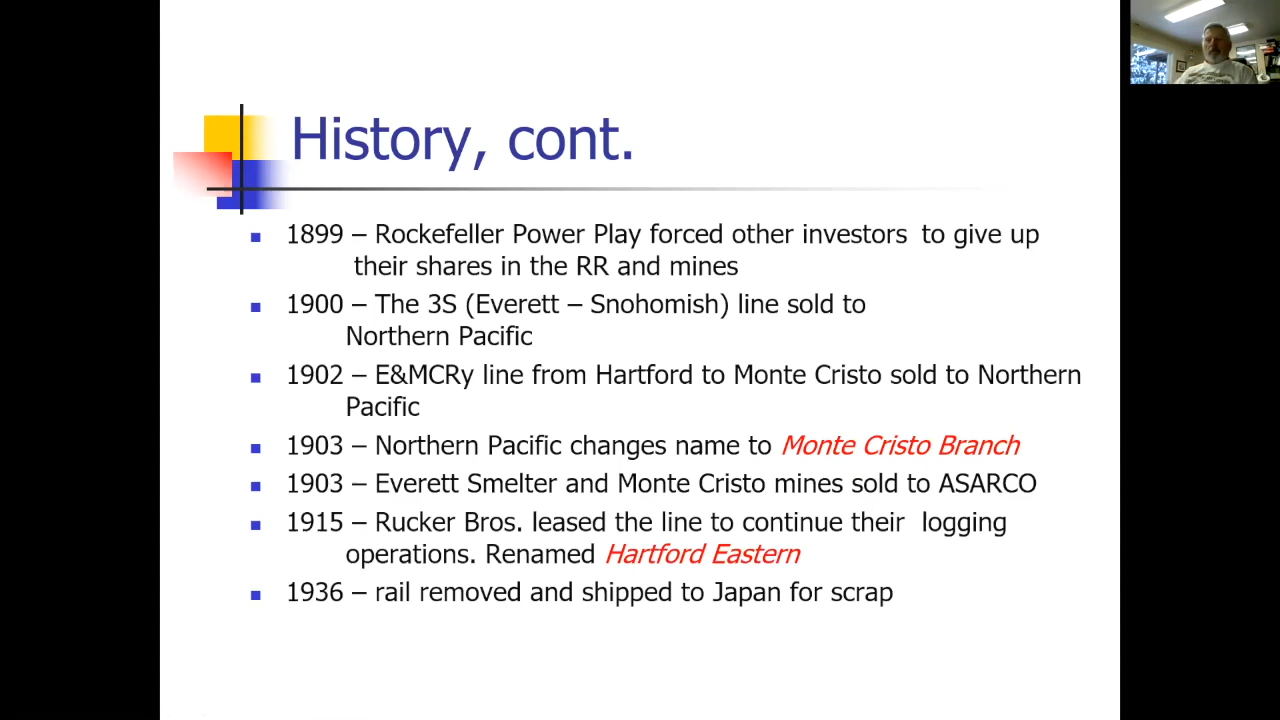 History, cont.
1899 – Rockefeller Power Play forced other investors to give up
their shares in the RR and mines
1900 – The 3S (Everett – Snohomish) line sold to
Northern Pacific
1902 – E&MCRy line from Hartford to Monte Cristo sold to Northern
Pacific
1903 – Northern Pacific changes name to Monte Cristo Branch
1903 – Everett Smelter and Monte Cristo mines sold to ASARCO
1915 – Rucker Bros. leased the line to continue their logging
operations. Renamed Hartford Eastern
1936 – rail removed and shipped to Japan for scrap